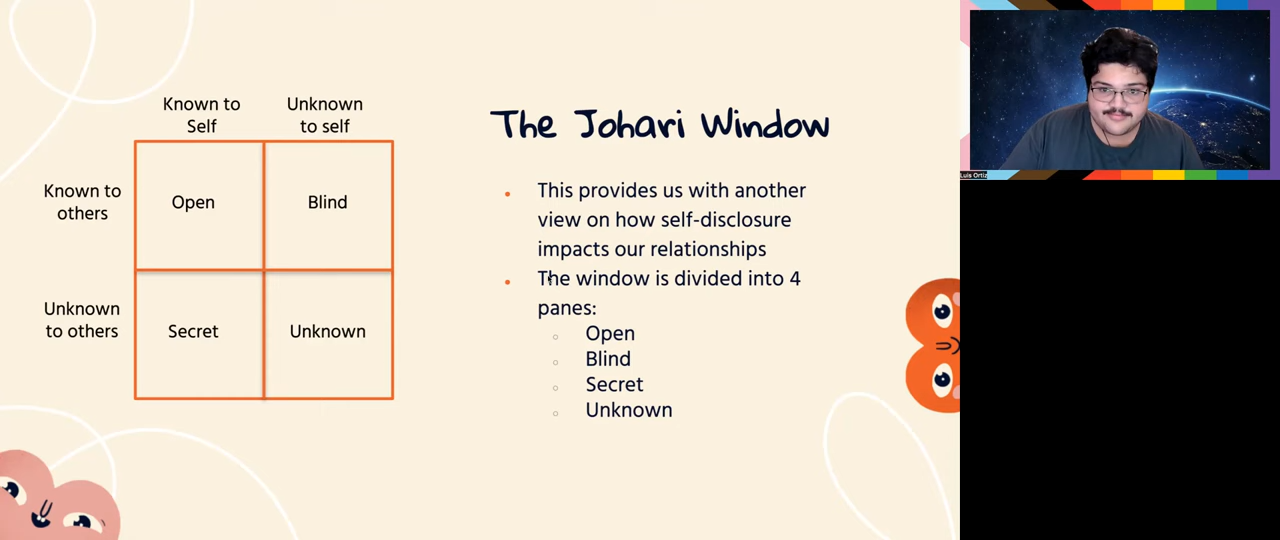 Known to
Self
Unknown
to self
Known to
others
Open
Blind
Unknown
to others
Secret
Unknown
The Johari Window
This provides us with another
view on how self-disclosure
impacts our relationships
The window is divided into 4
panes:
Open
Blind
Secret
Unknown
Luis Ortiz